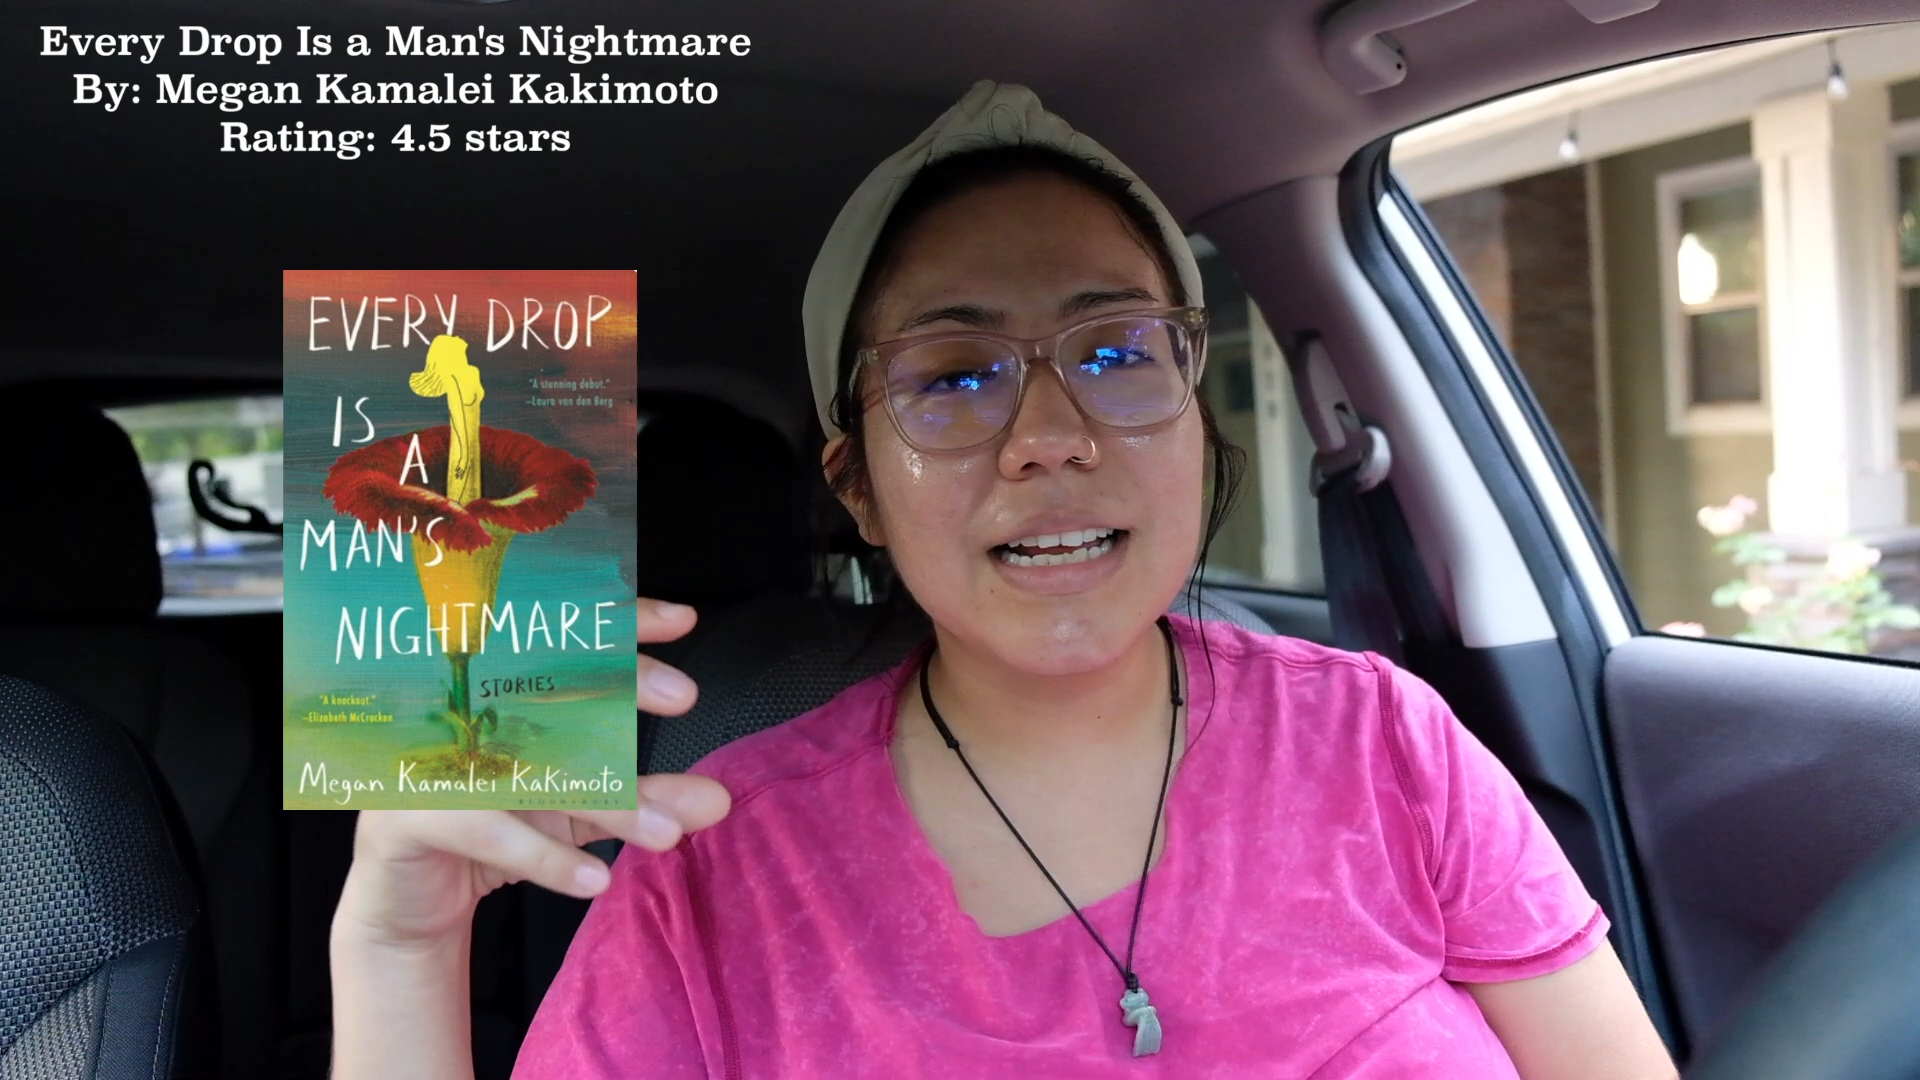 Every Drop Is a Man's Nightmare
By: Megan Kamalei Kakimoto
Rating: 4.5 stars
EVERY DROP
"A stunning debut."
—Laura van den Berg
IS
A
MAN'S
NIGHTMARE
STORIES
"A knockout."
—Elizabeth McCracken
Megan Kamalei Kakimoto
BLOOMSBURY